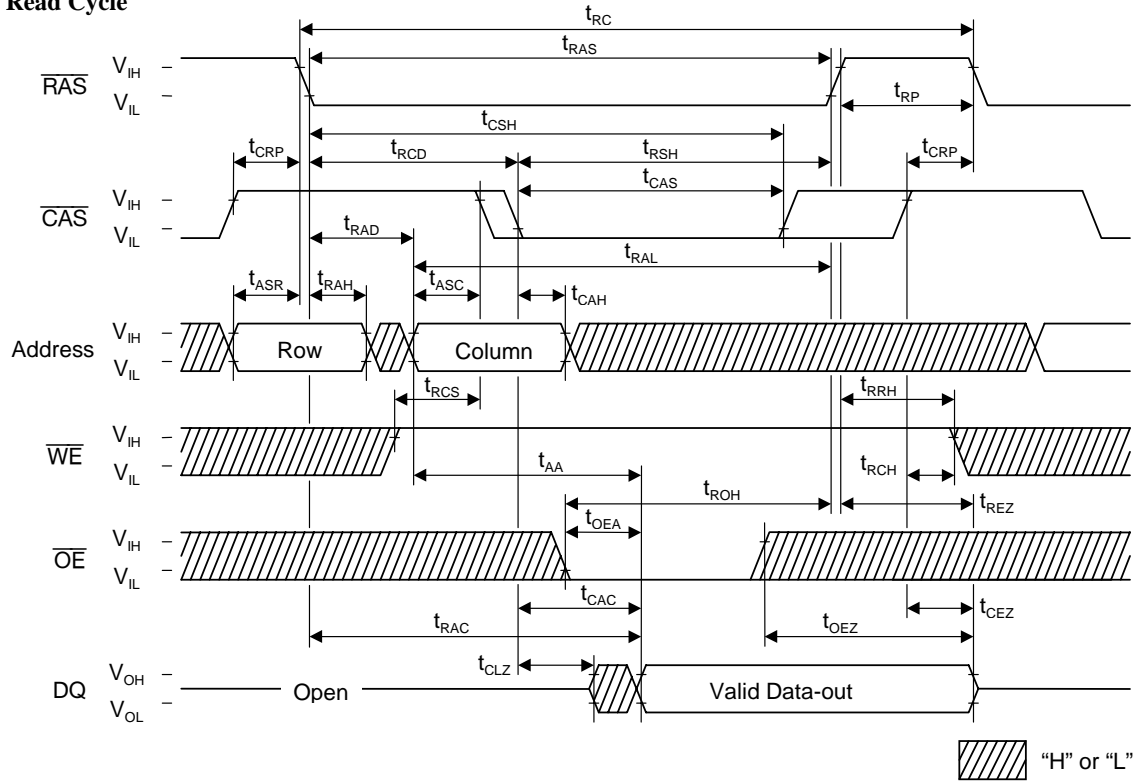 Read Cycle
tRC
VIH
tRAS
RAS
VIL
tRP
tCSH
tCRP
tRCD
tRSH
tCRP
tCAS
VIH
CAS
VIL
tRAD
tRAL
tASR
tRAH
tASC
tCAH
VIH
Address
Row
Column
VIL
tRCS
tRRH
VIH
WE
VIL
tAA
tRCH
tROH
tREZ
tOEA
VIH
OE
VIL
tCAC
tCEZ
tRAC
tOEZ
tCLZ
VOH
DQ
Open
Valid Data-out
VOL
“H” or “L”